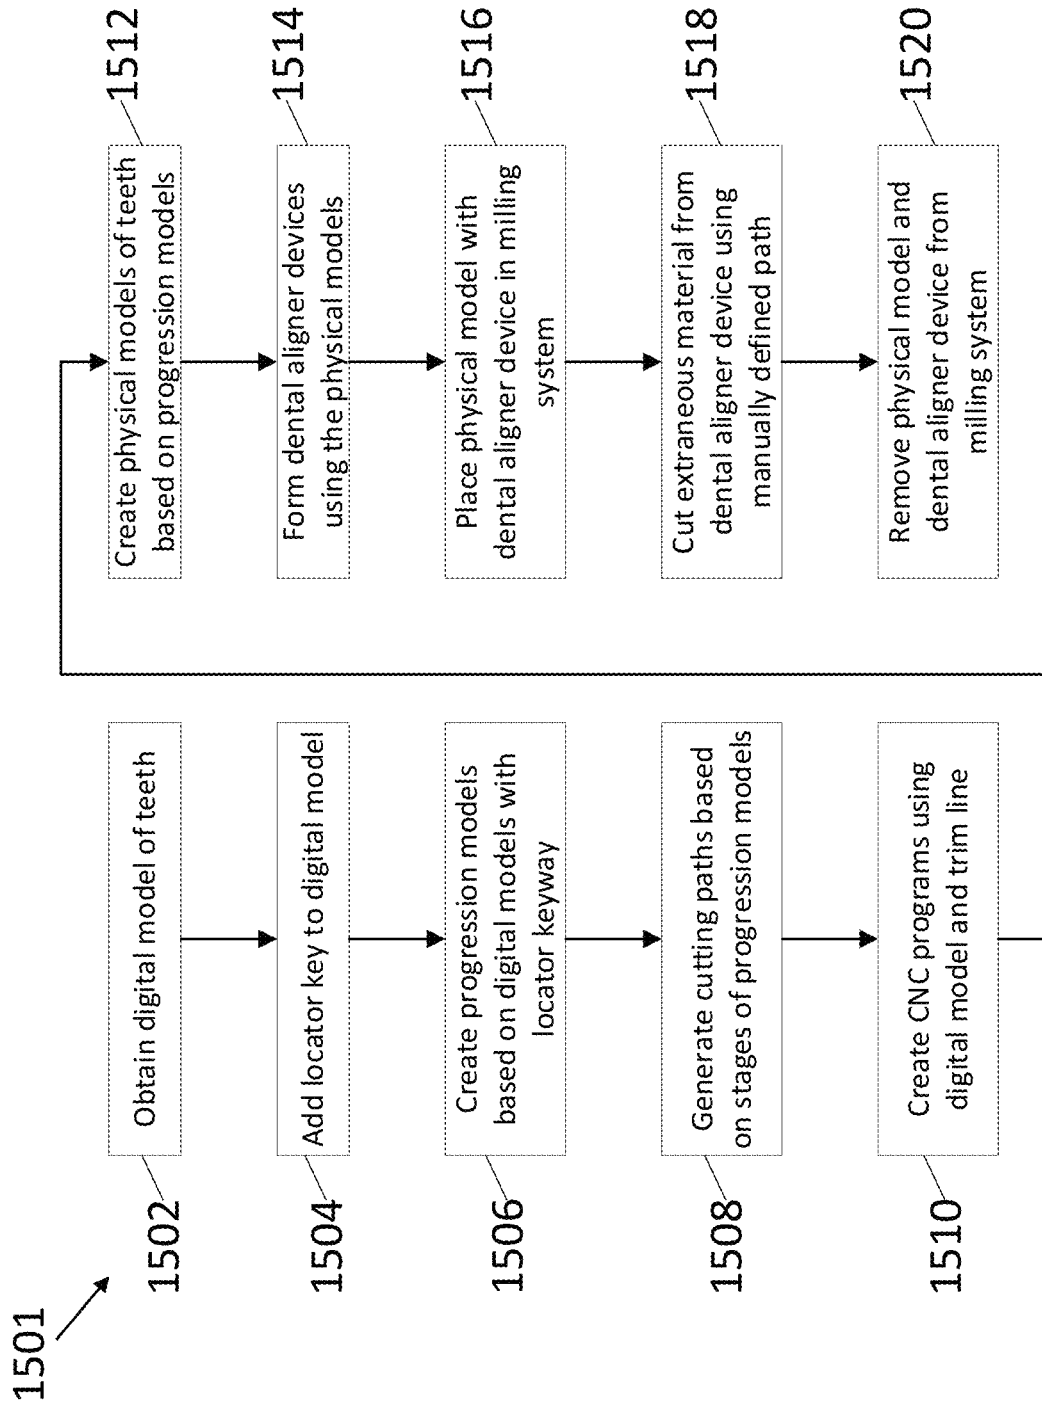 1501
1502
Obtain digital model of teeth
1504
Add locator key to digital model
1506
Create progression models
based on digital models with
locator keyway
1508
Generate cutting paths based
on stages of progression models
1510
Create CNC programs using
digital model and trim line
1512
Create physical models of teeth
based on progression models
1514
Form dental aligner devices
using the physical models
1516
Place physical model with
dental aligner device in milling
system
1518
Cut extraneous material from
dental aligner device using
manually defined path
1520
Remove physical model and
dental aligner device from
milling system